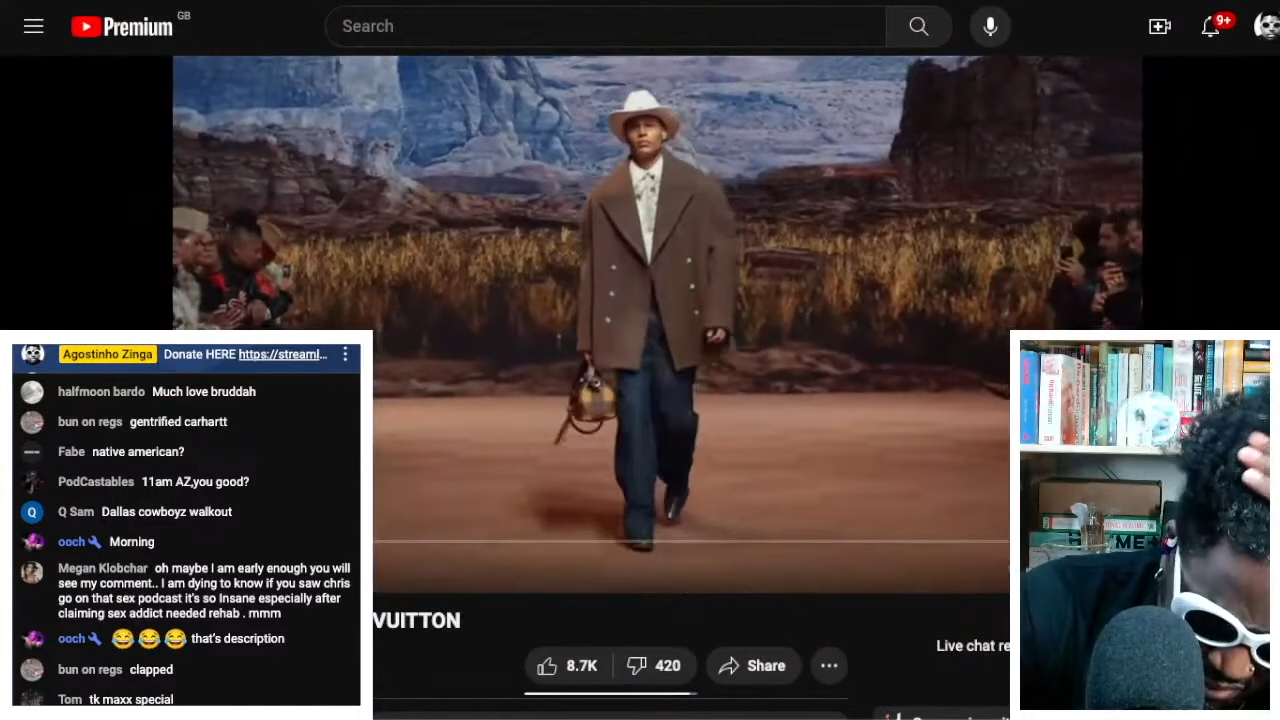 Premium GB
Search
9+
Agostinho Zinga Donate HERE https://streaml...
halfmoon bardo Much love bruddah
bun on regs gentrified carhartt
Fabe native american?
PodCastables 11am AZ,you good?
Q Q Sam Dallas cowboyz walkout
ooch Morning
Megan Klobchar oh maybe I am early enough you will
see my comment.. I am dying to know if you saw chris
go on that sex podcast it's so Insane especially after
claiming sex addict needed rehab . mmm
ooch 😂😂😂 that's description
bun on regs clapped
Tom tk maxx special
VUITTON
8.7K 420 Share ...
Live chat re